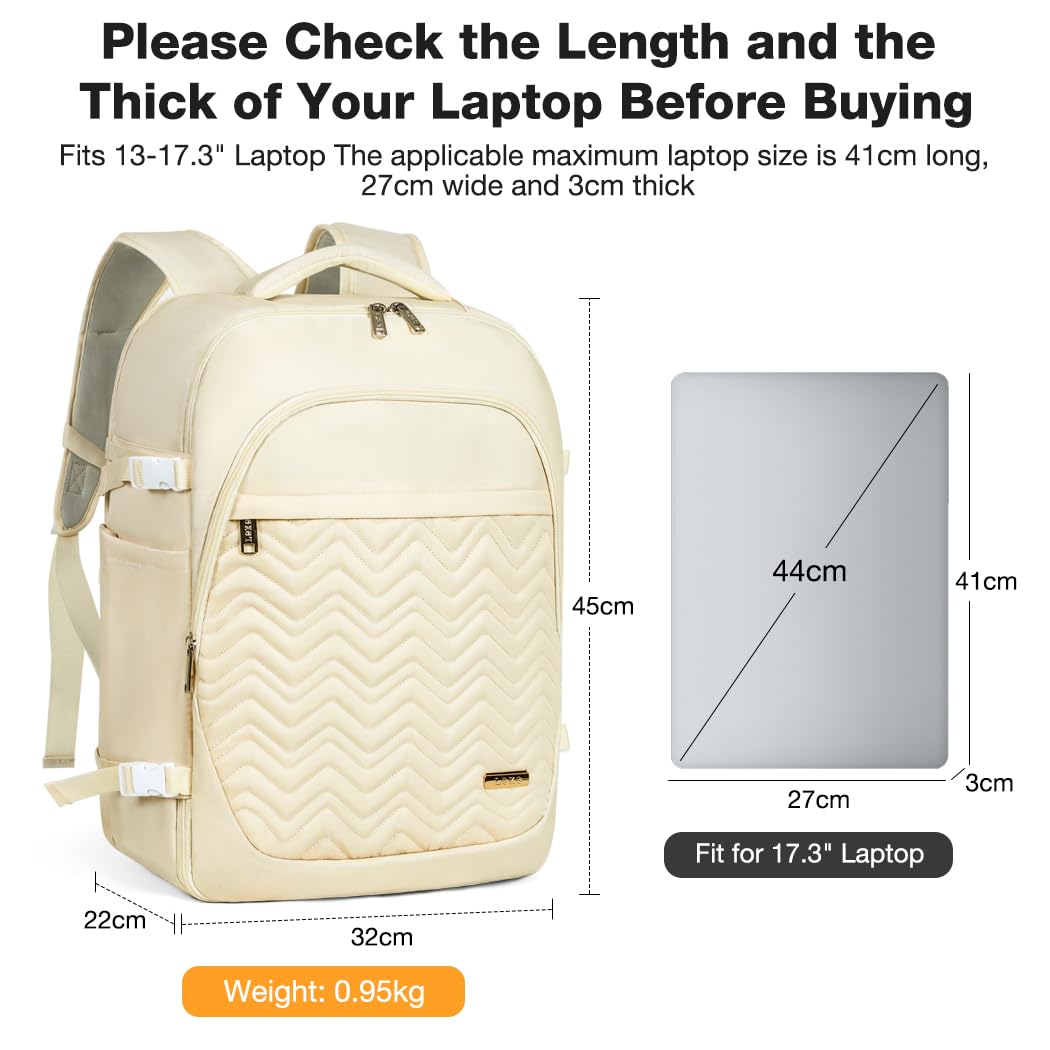 Please Check the Length and the
Thick of Your Laptop Before Buying
Fits 13-17.3" Laptop The applicable maximum laptop size is 41cm long,
27cm wide and 3cm thick
44cm
41cm
45cm
3cm
27cm
Fit for 17.3" Laptop
22cm
32cm
Weight: 0.95kg